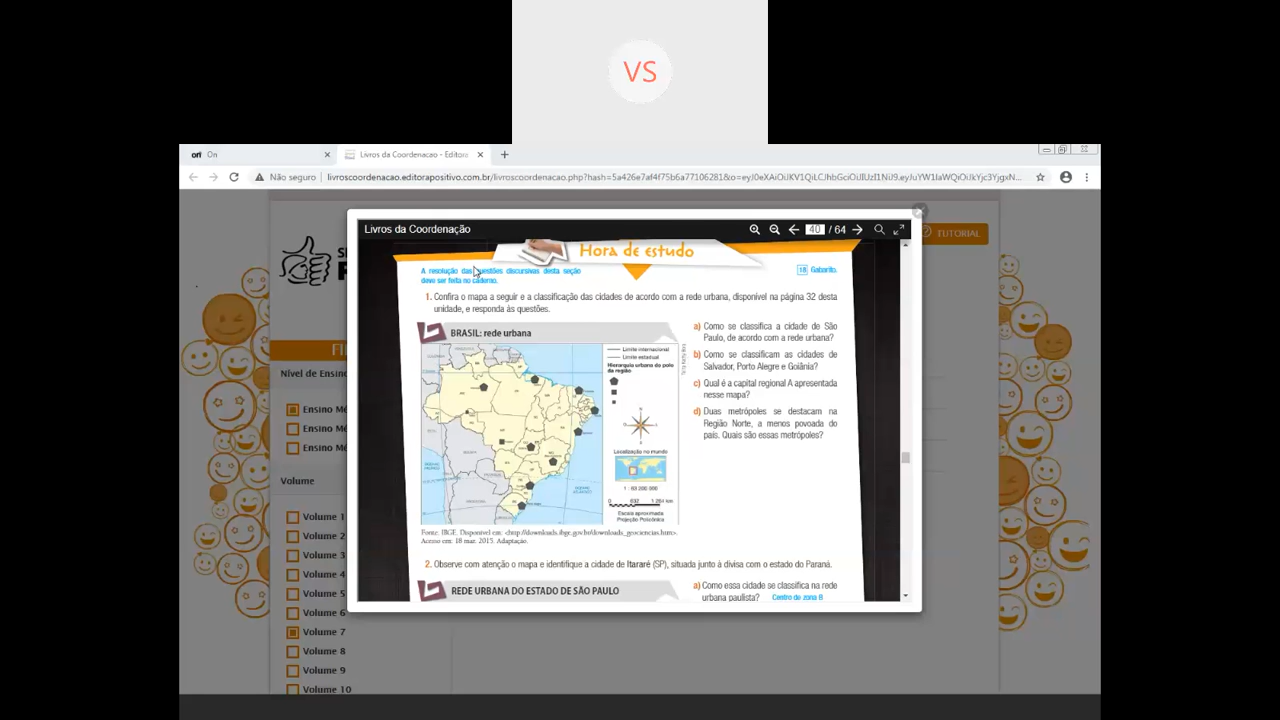 VS
On
Livros da Coordenacao - Editora
Não seguro
livroscoordenacao.editorapositivo.com.br/livroscoordenacao.php?hash=
TUTORIAL
Livros da Coordenação
40 / 64
Hora de estudo
A resolução das questões discursivas desta seção
deve ser feita no caderno.
18 Gabarito.
1. Confira o mapa a seguir e a classificação das cidades de acordo com a rede urbana, disponível na página 32 desta
unidade, e responda às questões.
BRASIL: rede urbana
Limite internacional
Limite estadual
Hierarquia urbana do polo
da região
Localização no mundo
Escala aproximada
Projeção Policônica
Fonte: IBGE. Disponível em: <http://downloads.ibge.gov.br/downloads_geociencias.htm>.
Acesso em: 18 mar. 2015. Adaptação.
a) Como se classifica a cidade de São
Paulo, de acordo com a rede urbana?
b) Como se classificam as cidades de
Salvador, Porto Alegre e Goiânia?
c) Qual é a capital regional A apresentada
nesse mapa?
d) Duas metrópoles se destacam na
Região Norte, a menos povoada do
país. Quais são essas metrópoles?
2. Observe com atenção o mapa e identifique a cidade de Itararé (SP), situada junto à divisa com o estado do Paraná.
REDE URBANA DO ESTADO DE SÃO PAULO
a) Como essa cidade se classifica na rede
urbana paulista? Centro de zona B
Nível de Ensino
Ensino Mé
Ensino Mé
Ensino Mé
Volume
Volume 1
Volume 2
Volume 3
Volume 4
Volume 5
Volume 6
Volume 7
Volume 8
Volume 9
Volume 10